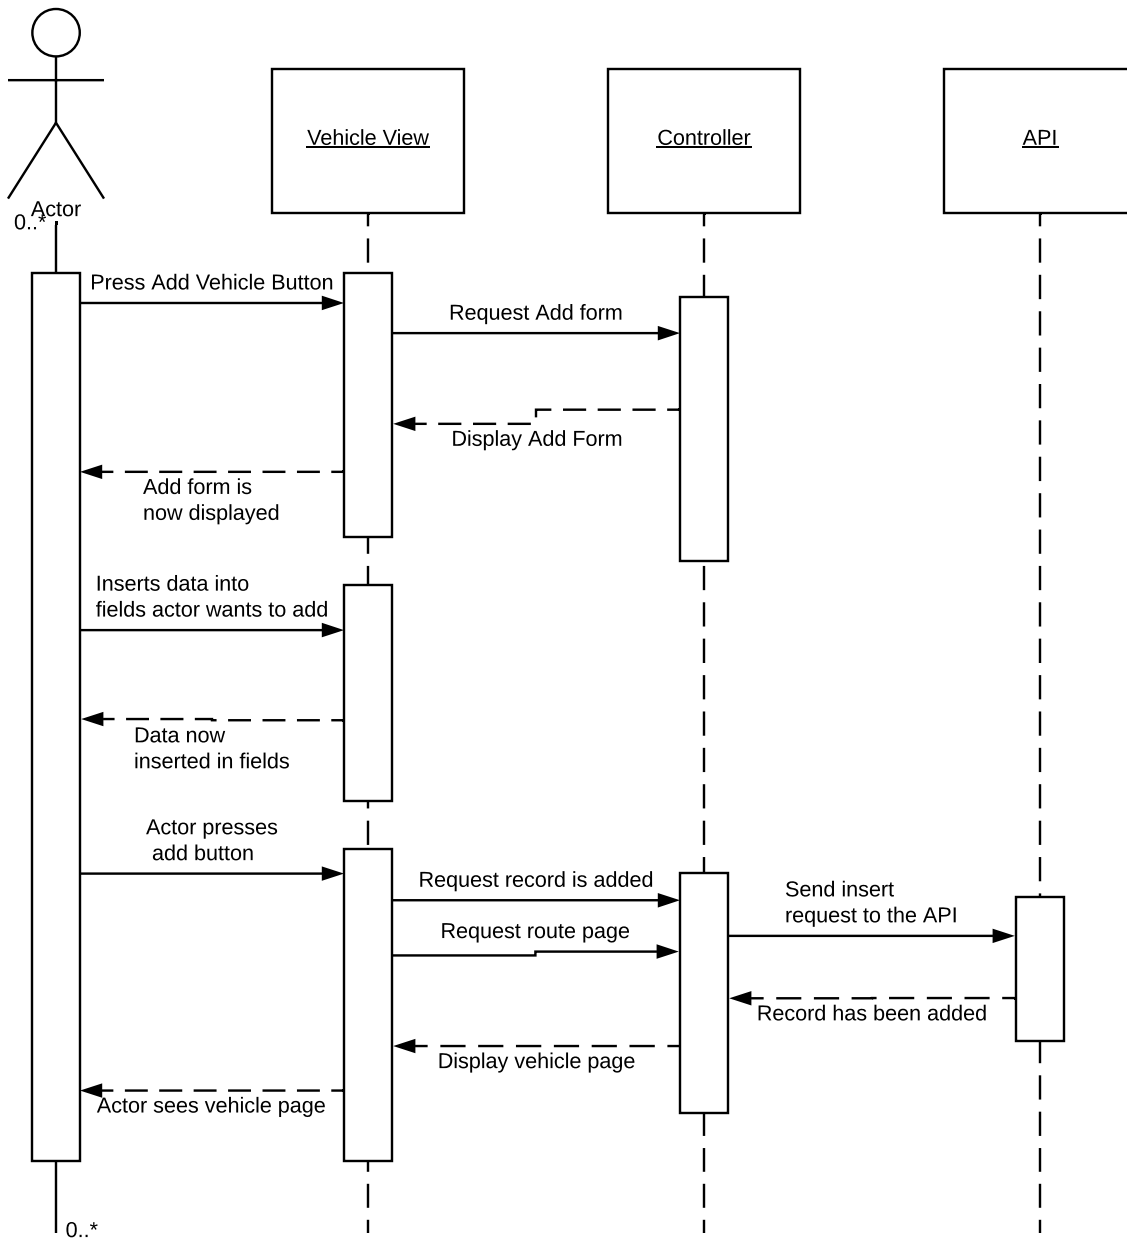 Vehicle View
Controller
API
Actor
0..*
Press Add Vehicle Button
Request Add form
Display Add Form
Add form is
now displayed
Inserts data into
fields actor wants to add
Data now
inserted in fields
Actor presses
add button
Request record is added
Send insert
request to the API
Request route page
Record has been added
Display vehicle page
Actor sees vehicle page
0..*